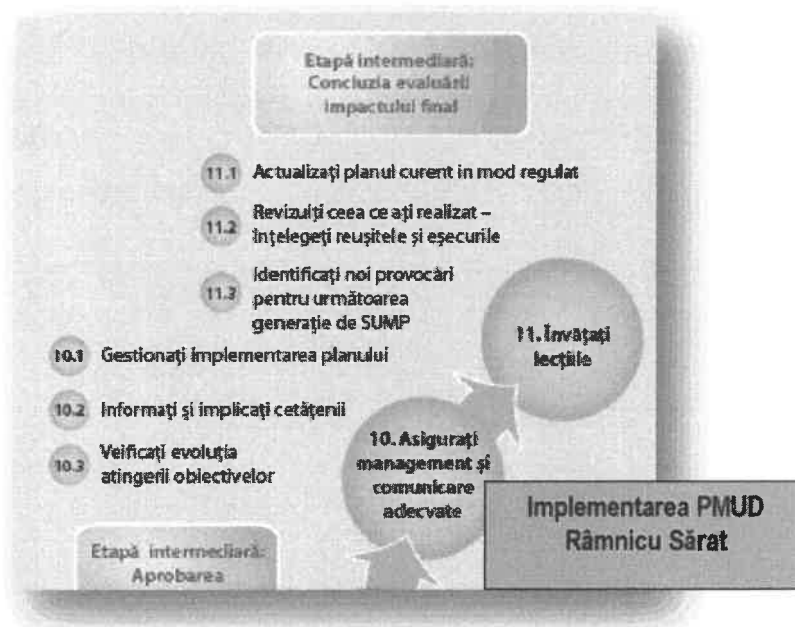 Etapă intermediară:
Concluzia evaluării
impactului final
11.1 Actualizați planul curent in mod regulat
11.2 Revizuiți ceea ce ați realizat –
înțelegeți reușitele și eșecurile
11.3 Identificați noi provocări
pentru următoarea
generație de SUMP
11. Învățați
lecțiile
10.1 Gestionați implementarea planului
10.2 Informați și implicați cetățenii
10.3 Veificați evoluția
atingerii obiectivelor
10. Asigurați
management și
comunicare
adecvate
Implementarea PMUD
Râmnicu Sărat
Etapă intermediară:
Aprobarea